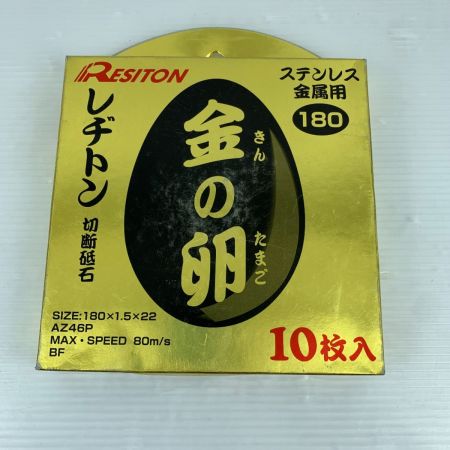 RESITON
ステンレス
金属用
180
レヂトン
切断砥石
金の卵
きん
たまご
SIZE:180×1.5×22
AZ46P
MAX・SPEED 80m/s
BF
10枚入